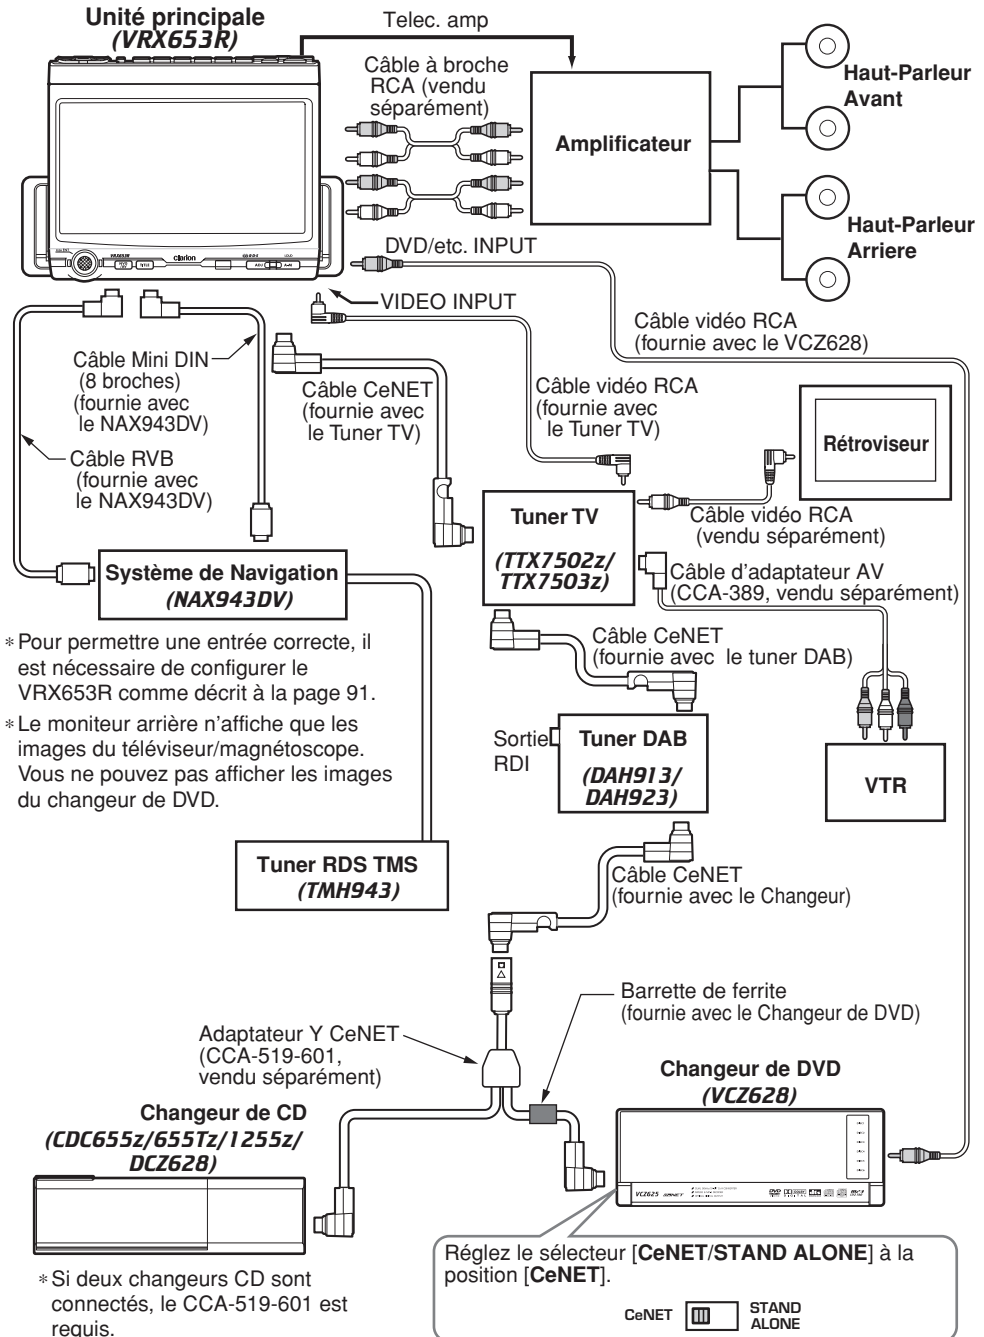 Unité principale
(VRX653R)
Telec. amp
Câble à broche
RCA (vendu
séparément)
Amplificateur
Haut-Parleur
Avant
Haut-Parleur
Arriere
clarion
DVD/etc. INPUT
VIDEO INPUT
Câble vidéo RCA
(fournie avec le VCZ628)
Câble Mini DIN
(8 broches)
(fournie avec
le NAX943DV)
Câble CeNET
(fournie avec
le Tuner TV)
Câble vidéo RCA
(fournie avec
le Tuner TV)
Rétroviseur
Câble RVB
(fournie avec
le NAX943DV)
Tuner TV
(TTX7502z/
TTX7503z)
Câble vidéo RCA
(vendu séparément)
Système de Navigation
(NAX943DV)
Câble d'adaptateur AV
(CCA-389, vendu séparément)
Câble CeNET
(fournie avec le tuner DAB)
* Pour permettre une entrée correcte, il
est nécessaire de configurer le
VRX653R comme décrit à la page 91.
* Le moniteur arrière n'affiche que les
images du téléviseur/magnétoscope.
Vous ne pouvez pas afficher les images
du changeur de DVD.
Sortie
RDI
Tuner DAB
(DAH913/
DAH923)
VTR
Tuner RDS TMS
(TMH943)
Câble CeNET
(fournie avec le Changeur)
Barrette de ferrite
(fournie avec le Changeur de DVD)
Adaptateur Y CeNET
(CCA-519-601,
vendu séparément)
Changeur de DVD
(VCZ628)
Changeur de CD
(CDC655z/655Tz/1255z/
DCZ628)
VCZ625 CeNET
Réglez le sélecteur [CeNET/STAND ALONE] à la
position [CeNET].
CeNET
STAND
ALONE
* Si deux changeurs CD sont
connectés, le CCA-519-601 est
requis.